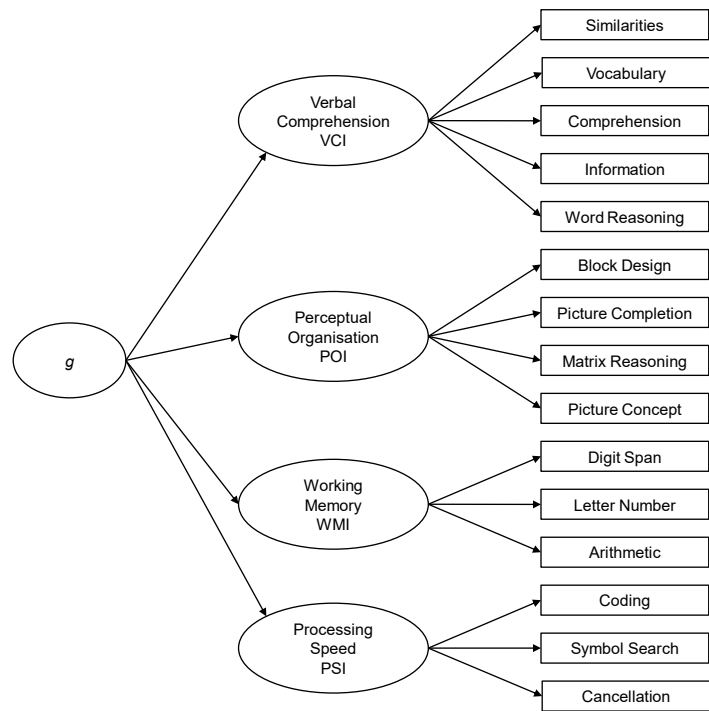 g
Verbal
Comprehension
VCI
Perceptual
Organisation
POI
Working
Memory
WMI
Processing
Speed
PSI
Similarities
Vocabulary
Comprehension
Information
Word Reasoning
Block Design
Picture Completion
Matrix Reasoning
Picture Concept
Digit Span
Letter Number
Arithmetic
Coding
Symbol Search
Cancellation